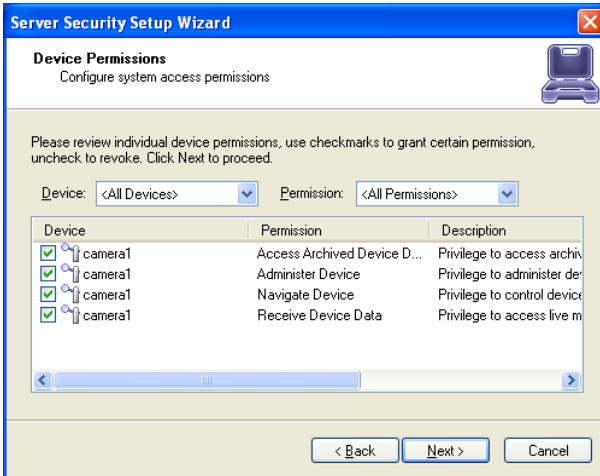 Server Security Setup Wizard
Device Permissions
Configure system access permissions
Please review individual device permissions, use checkmarks to grant certain permission,
uncheck to revoke. Click Next to proceed.
Device: <All Devices> Permission: <All Permissions>
Device Permission Description
camera1 Access Archived Device D... Privilege to access archiv
camera1 Administer Device Privilege to administer de
camera1 Navigate Device Privilege to control device
camera1 Receive Device Data Privilege to access live m
< Back Next > Cancel